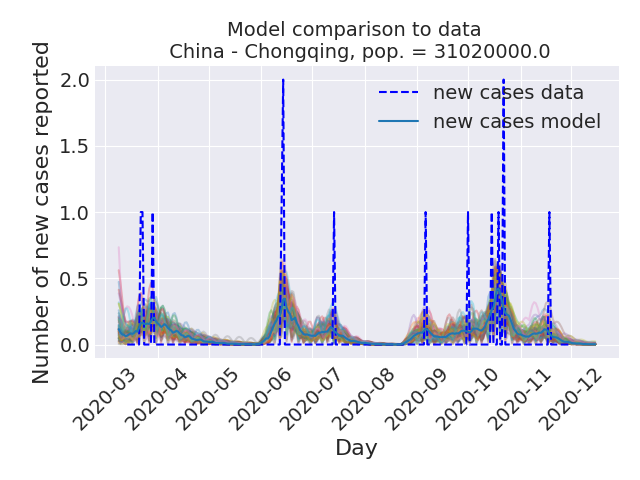 Model comparison to data
China - Chongqing, pop. = 31020000.0
Number of new cases reported
2.0
1.5
1.0
0.5
0.0
new cases data
new cases model
2020-03
2020-04
2020-05
2020-06
2020-07
2020-08
2020-09
2020-10
2020-11
2020-12
Day